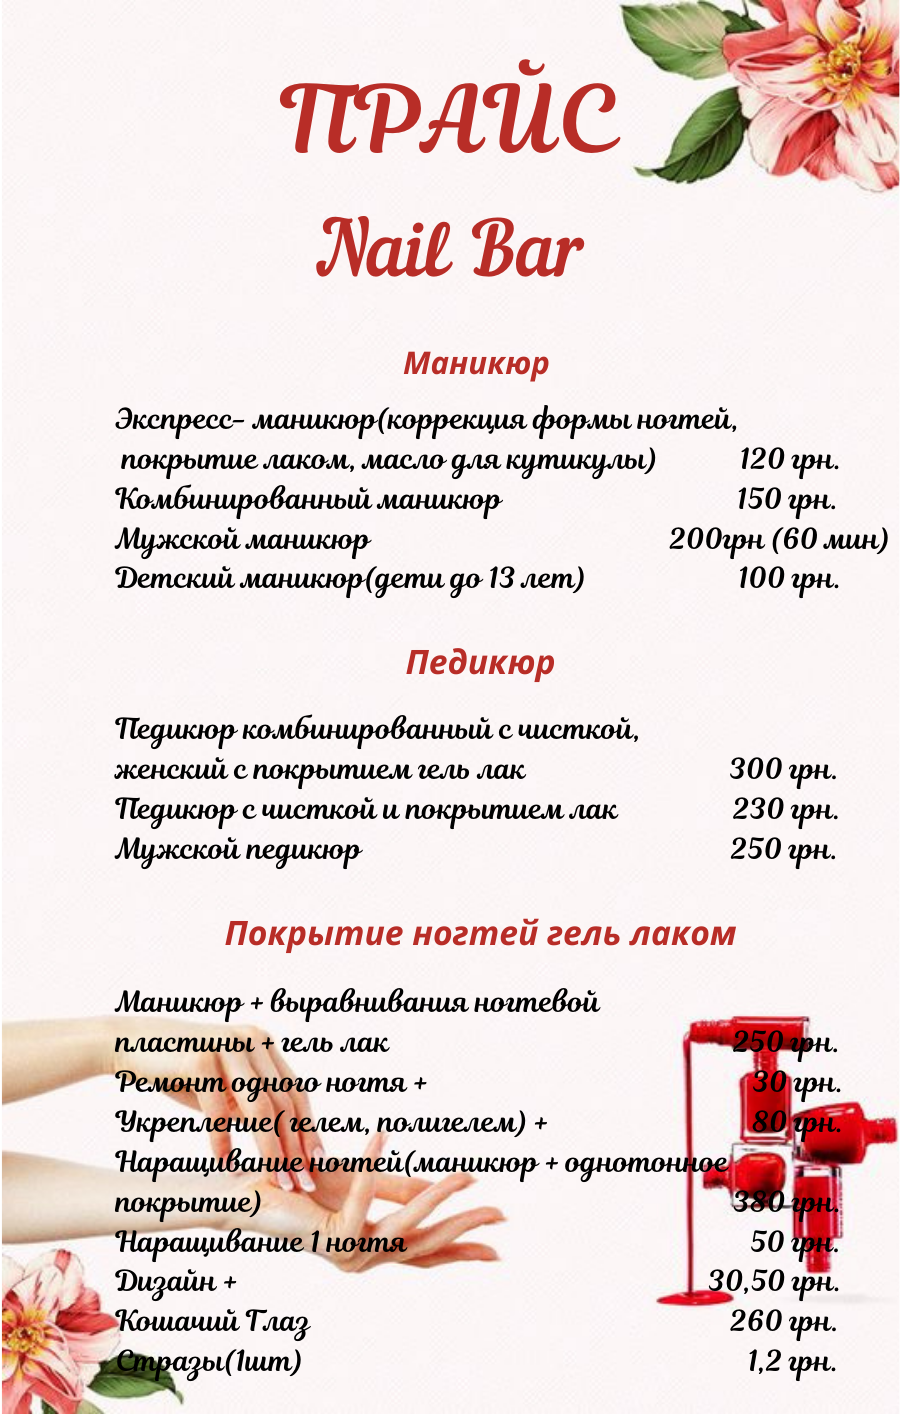 ПРАЙС
Nail Bar
Маникюр
Экспресс- маникюр(коррекция формы ногтей,
покрытие лаком, масло для кутикулы) 120 грн.
Комбинированный маникюр 150 грн.
Мужской маникюр 200грн (60 мин)
Детский маникюр(дети до 13 лет) 100 грн.
Педикюр
Педикюр комбинированный с чисткой,
женский с покрытием гель лак 300 грн.
Педикюр с чисткой и покрытием лак 230 грн.
Мужской педикюр 250 грн.
Покрытие ногтей гель лаком
Маникюр + выравнивания ногтевой
пластины + гель лак 250 грн.
Ремонт одного ногтя + 30 грн.
Укрепление( гелем, полигелем) + 80 грн.
Наращивание ногтей(маникюр + однотонное
покрытие) 380 грн.
Наращивание 1 ногтя 50 грн.
Дизайн + 30,50 грн.
Кошачий Глаз 260 грн.
Стразы(1шт) 1,2 грн.